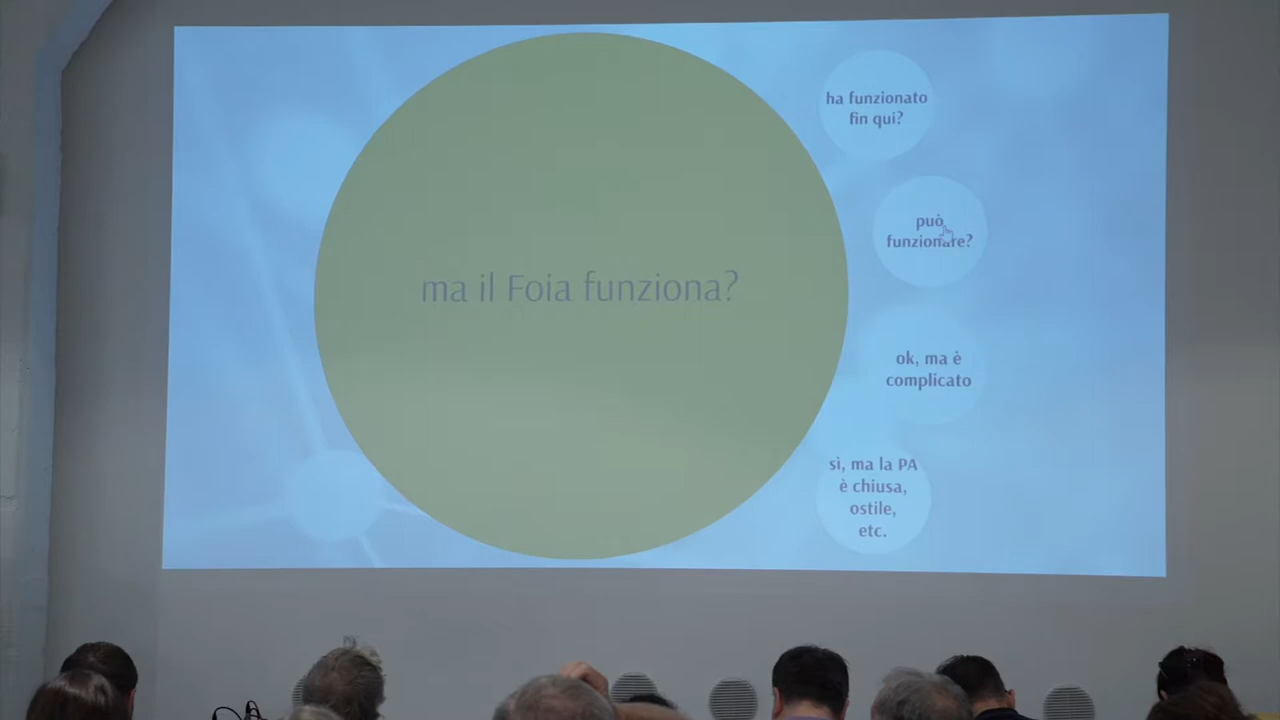 ma il Foia funziona?
ha funzionato
fin qui?
può
funzionare?
ok, ma è
complicato
sì, ma la PA
è chiusa,
ostile,
etc.